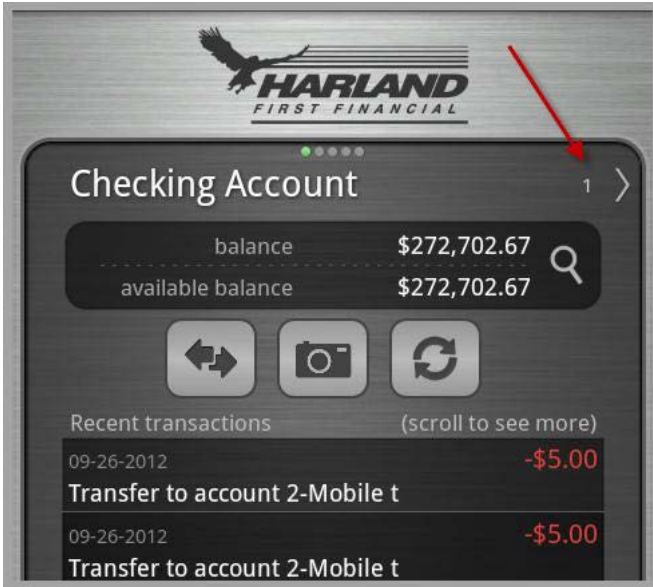 HARLAND
FIRST FINANCIAL
Checking Account 1
balance $272,702.67
available balance $272,702.67
Recent transactions (scroll to see more)
09-26-2012 -$5.00
Transfer to account 2-Mobile t
09-26-2012 -$5.00
Transfer to account 2-Mobile t